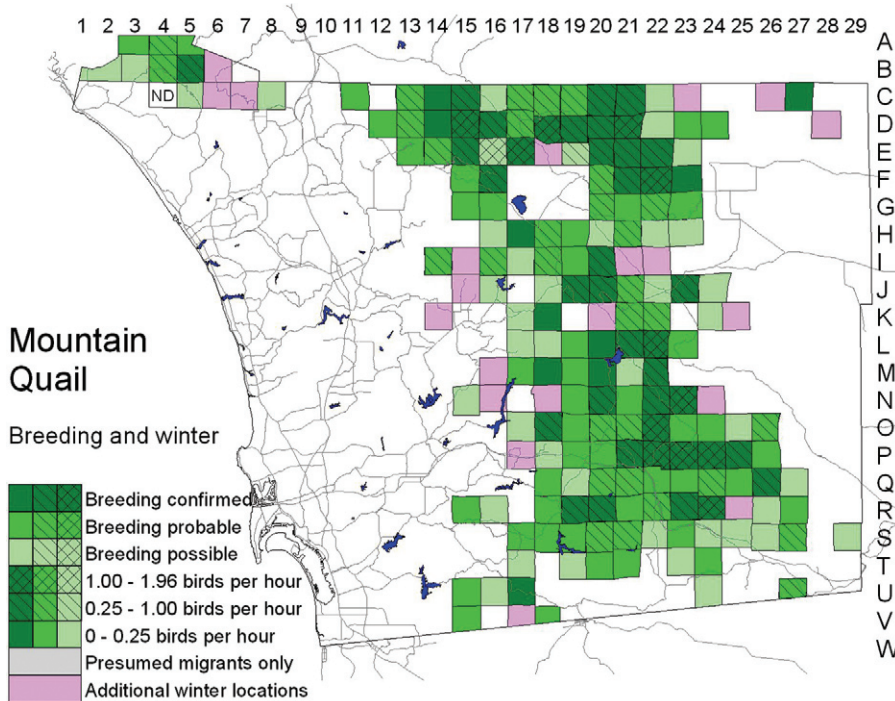 1 2 3 4 5 6 7 8 9 10 11 12 13 14 15 16 17 18 19 20 21 22 23 24 25 26 27 28 29
A
B
C
D
E
F
G
H
I
J
K
L
M
N
O
P
Q
R
S
T
U
V
W
ND
Mountain
Quail
Breeding and winter
Breeding confirmed
Breeding probable
Breeding possible
1.00 - 1.96 birds per hour
0.25 - 1.00 birds per hour
0 - 0.25 birds per hour
Presumed migrants only
Additional winter locations